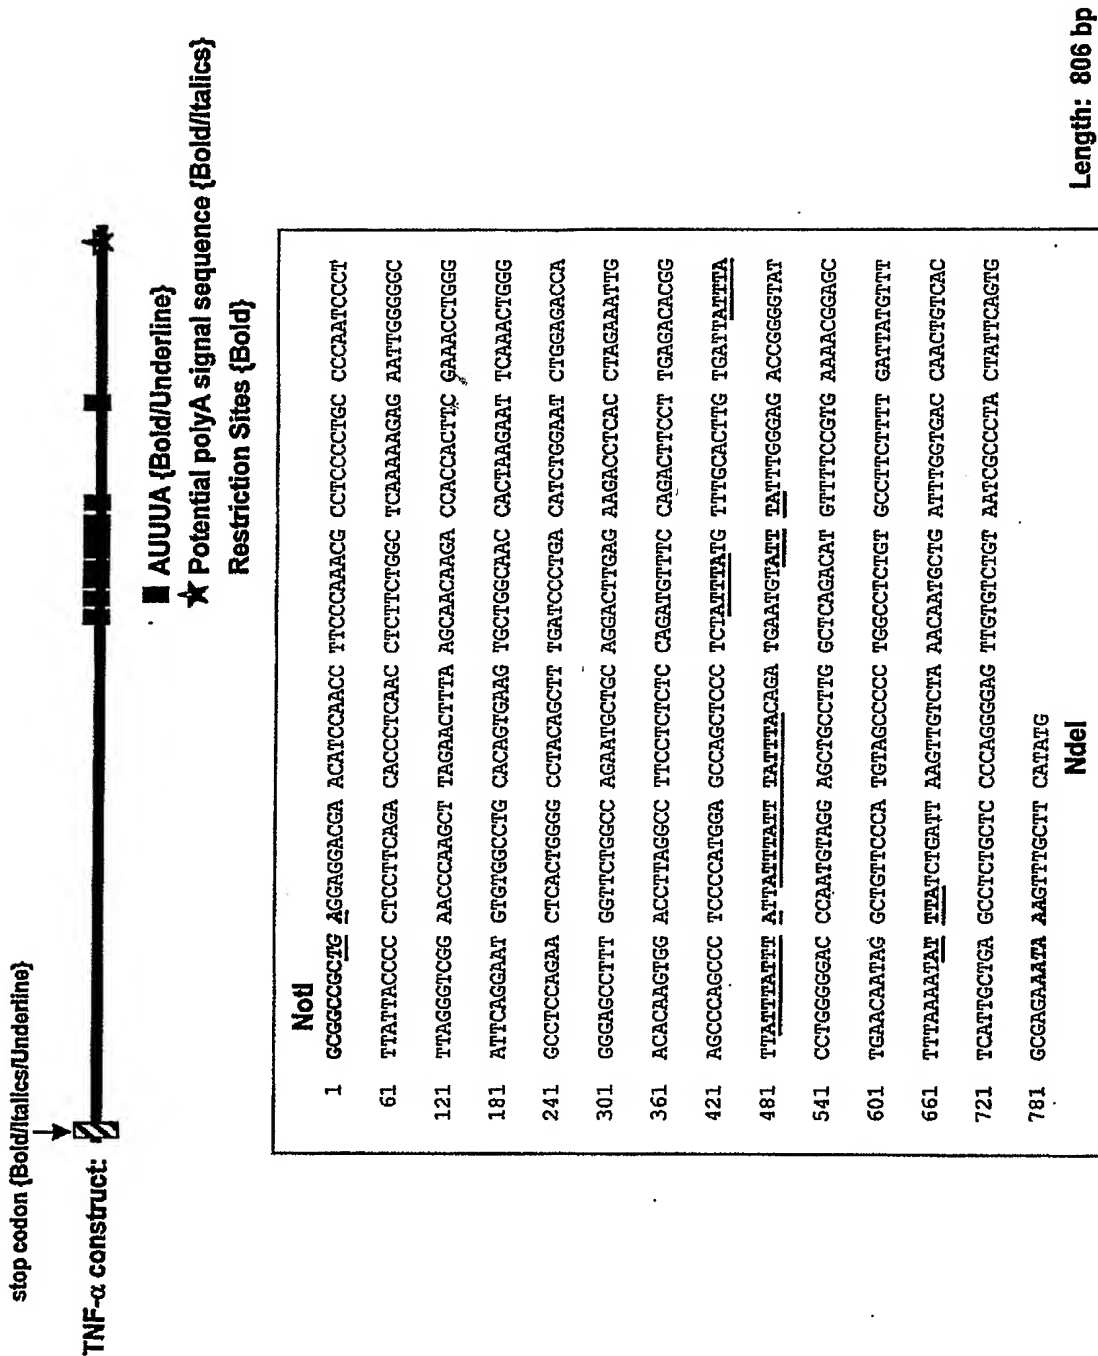 stop codon {Bold/Italics/Underline}
TNF-α construct:
AUUUA {Bold/Underline}
Potential polyA signal sequence {Bold/Italics}
Restriction Sites {Bold}
NotI
1 GCGGCCGCTG AGGAGGACGA ACATCCAACC TTCCCAAACG CCTCCCCTGC CCCAATCCCT
61 TTATTACCCC CTCCTTCAGA CACCCTCAAC CTCTTCTGGC TCAAAAAGAG AATTGGGGGC
121 TTAGGGTCGG AACCCAAGCT TAGAACTTTA AGCAACAAGA CCACCACTTC GAAACCTGGG
181 ATTCAGGAAT GTGTGGCCTG CACAGTGAAG TGCTGGCAAC CACTAAGAAT TCAAACTGGG
241 GCCTCCAGAA CTCACTGGGG CCTACAGCTT TGATCCCTGA CATCTGGAAT CTGGAGACCA
301 GGGAGCCTTT GGTTCTGGCC AGAATGCTGC AGGACTTGAG AAGACCTCAC CTAGAAATTG
361 ACACAAGTGG ACCTTAGGCC TTCCTCTCTC CAGATGTTTC CAGACTTCCT TGAGACACGG
421 AGCCCAGCCC TCCCCATGGA GCCAGCTCCC TCTATTTATG TTTGCACTTG TGATTATTTA
481 TTATTTATTT ATTATTTATT TATTTACAGA TGAATGTATT TATTTGGGAG ACCGGGGTAT
541 CCTGGGGGAC CCAATGTAGG AGCTGCCTTG GCTCAGACAT GTTTTCCGTG AAAACGGAGC
601 TGAACAATAG GCTGTTCCCA TGTAGCCCCC TGGCCTCTGT GCCTTCTTTT GATTATGTTT
661 TTTAAAATAT TTATCTGATT AAGTTGTCTA AACAATGCTG ATTTGGTGAC CAACTGTCAC
721 TCATTGCTGA GCCTCTGCTC CCCAGGGGAG TTGTGTCTGT AATCGCCCTA CTATTCAGTG
781 GCGAGAAATA AAGTTTGCTT CATATG
NdeI
Length: 806 bp